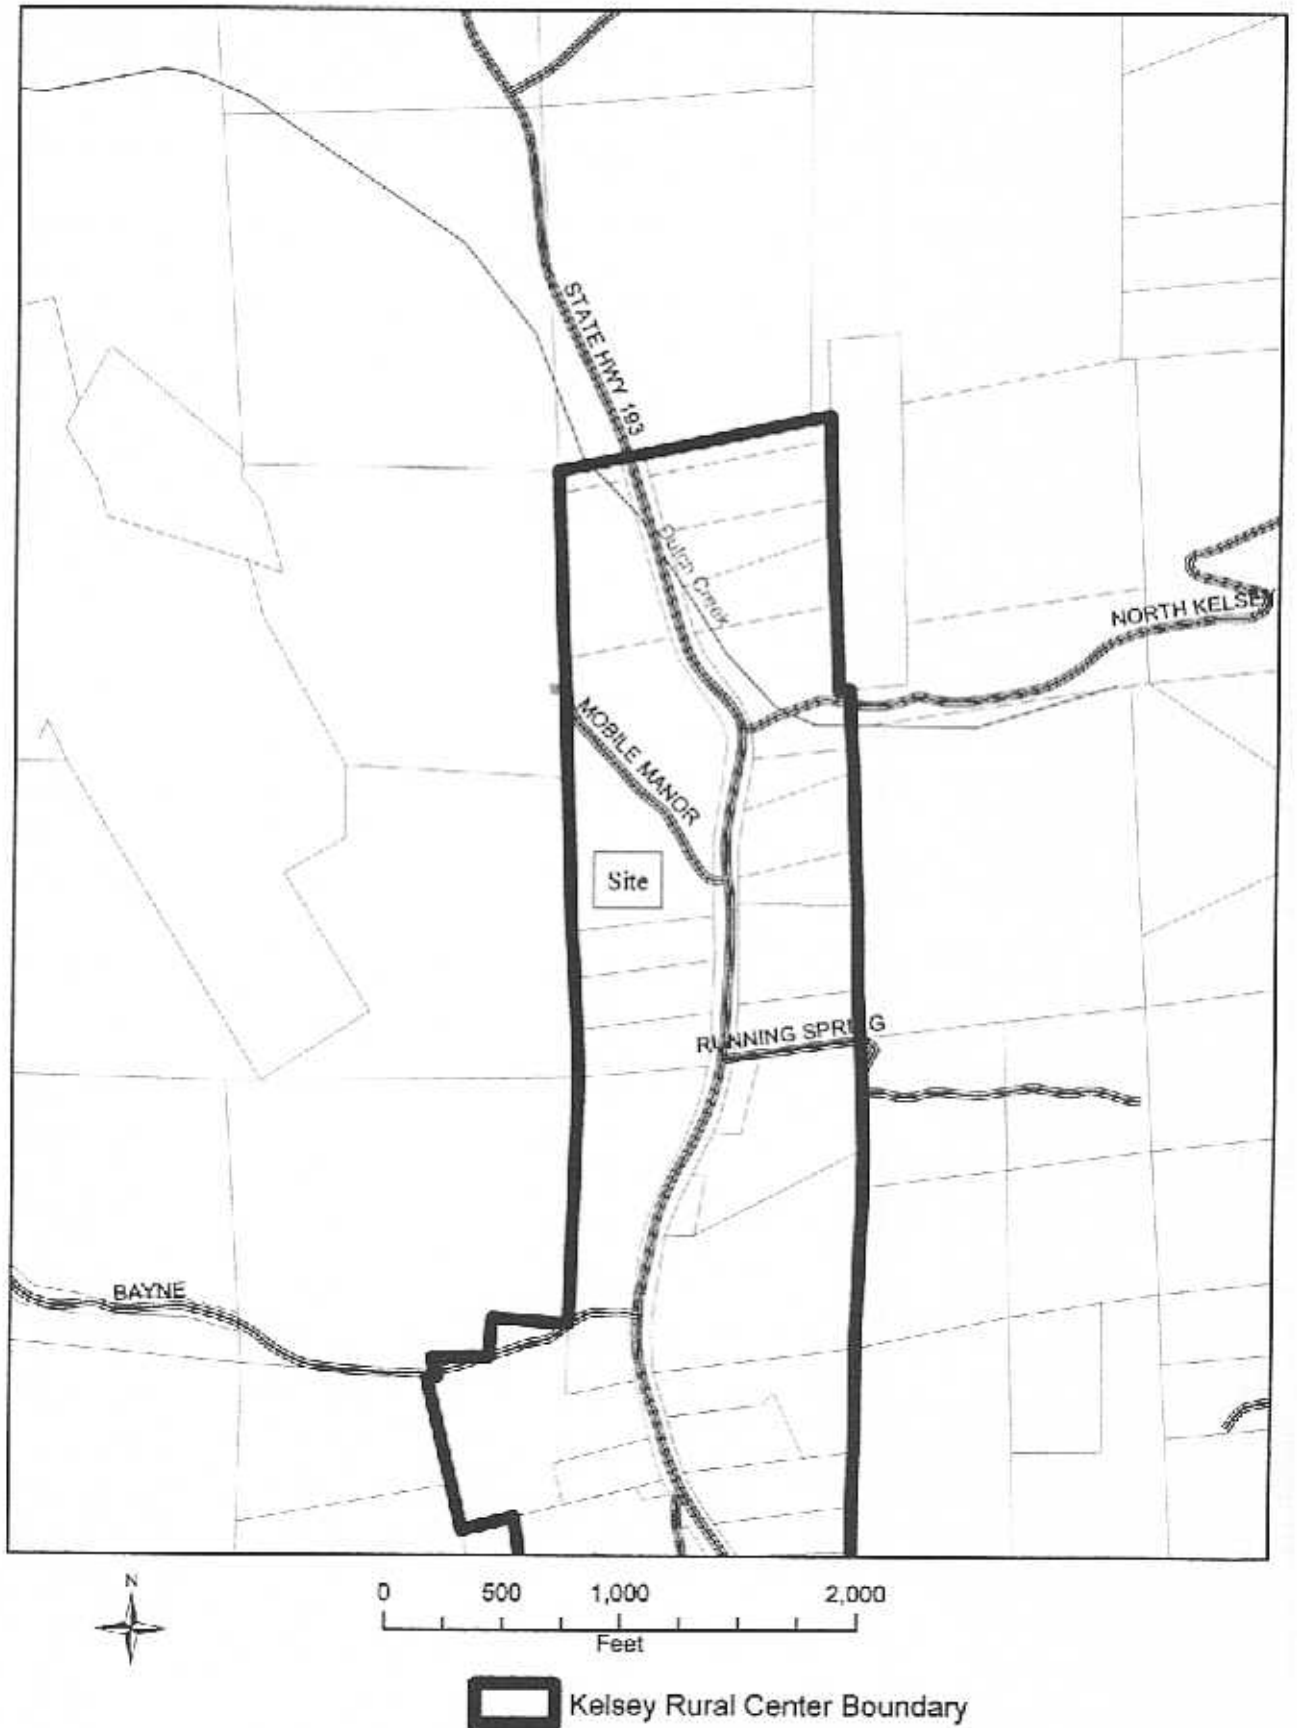 STATE HWY 193
Dutch Creek
NORTH KELSEY
MOBILE MANOR
Site
RUNNING SPRING
BAYNE
N
0 500 1,000 2,000
Feet
Kelsey Rural Center Boundary